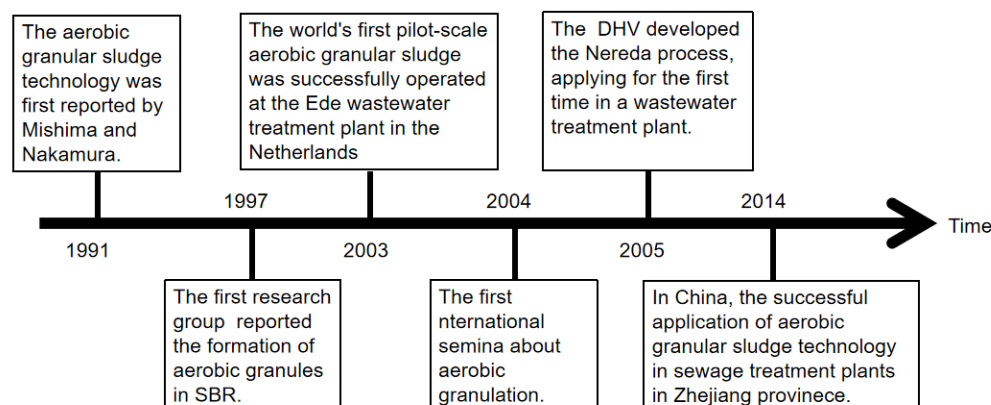 The aerobic
granular sludge
technology was
first reported by
Mishima and
Nakamura.
The world's first pilot-scale
aerobic granular sludge
was successfully operated
at the Ede wastewater
treatment plant in the
Netherlands
The DHV developed
the Nereda process,
applying for the first
time in a wastewater
treatment plant.
1997
2004
2014
Time
1991
2003
2005
The first research
group reported
the formation of
aerobic granules
in SBR.
The first
nternational
semina about
aerobic
granulation.
In China, the successful
application of aerobic
granular sludge technology
in sewage treatment plants
in Zhejiang provinece.